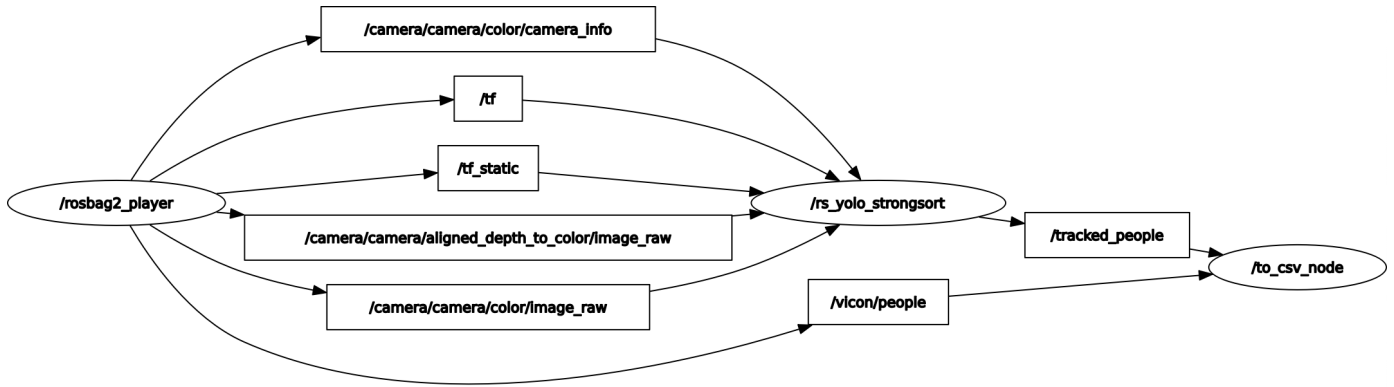 /camera/camera/color/camera_info
/tf
/tf_static
/rosbag2_player
/rs_yolo_strongsort
/camera/camera/aligned_depth_to_color/image_raw
/tracked_people
/to_csv_node
/camera/camera/color/image_raw
/vicon/people